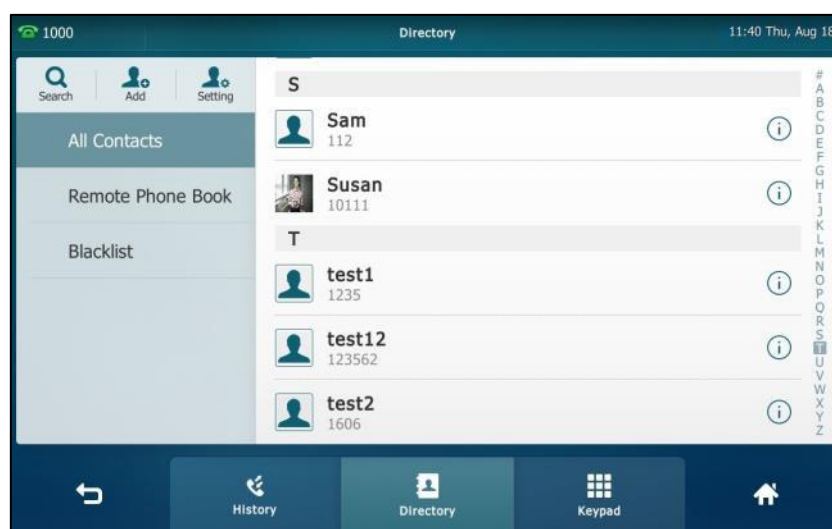 1000
Directory
11:40 Thu, Aug 18
Search
Add
Setting
All Contacts
Remote Phone Book
Blacklist
S
Sam
112
Susan
10111
T
test1
1235
test12
123562
test2
1606
#
A
B
C
D
E
F
G
H
I
J
K
L
M
N
O
P
Q
R
S
T
U
V
W
X
Y
Z
History
Directory
Keypad